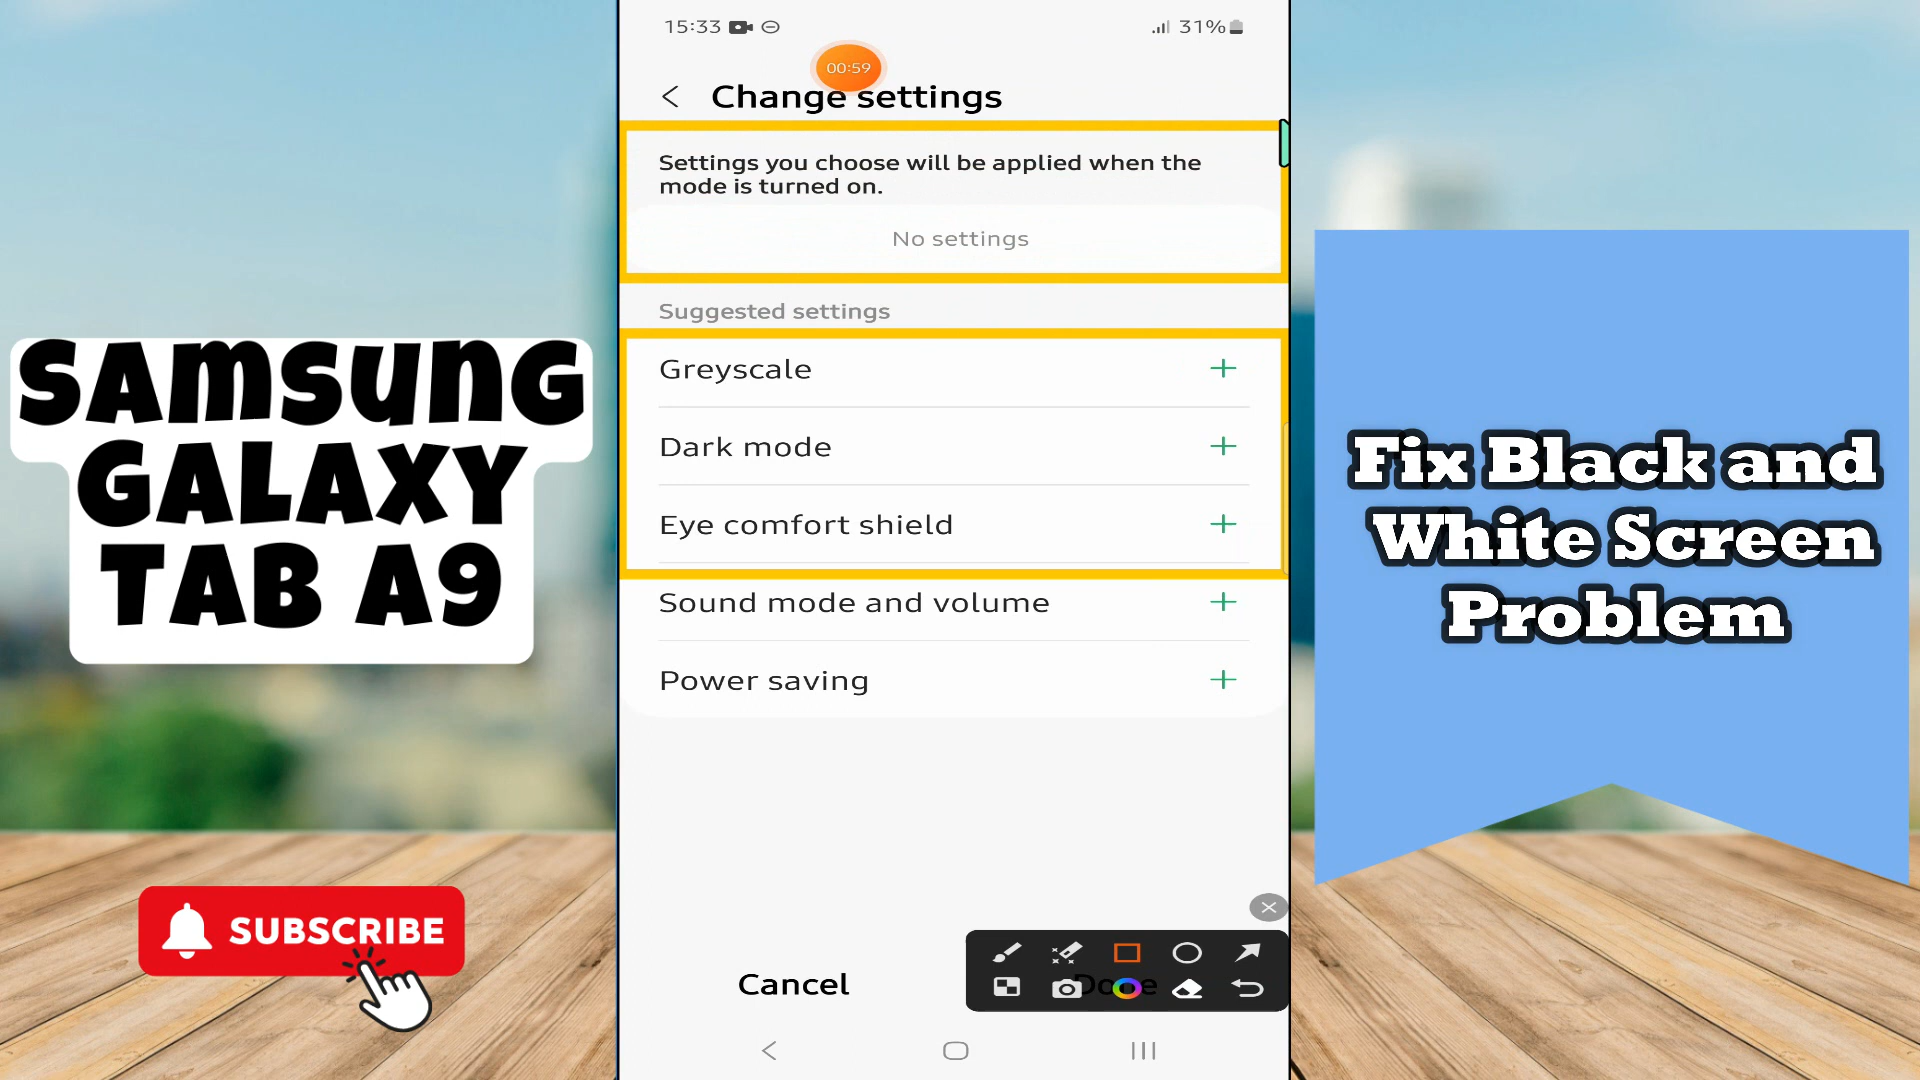 SAMSUNG
GALAXY
TAB A9
SUBSCRIBE
15:33
31%
00:59
Change settings
Settings you choose will be applied when the
mode is turned on.
No settings
Suggested settings
Greyscale
Dark mode
Eye comfort shield
Sound mode and volume
Power saving
Cancel
Done
Fix Black and
White Screen
Problem